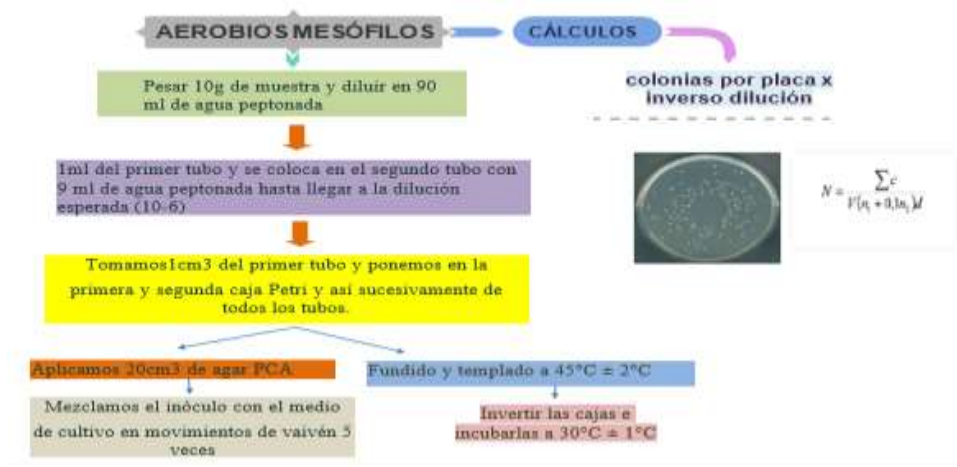 AEROBIOS MESÓFILOS
CÁLCULOS
colonias por placa x
inverso dilución
Pesar 10g de muestra y diluir en 90
ml de agua peptonada
1ml del primer tubo y se coloca en el segundo tubo con
9 ml de agua peptonada hasta llegar a la dilución
esperada (10-6)
N = ∑c / V(n₁ + 0,1n₂)d
Tomamos1cm3 del primer tubo y ponemos en la
primera y segunda caja Petri y así sucesivamente de
todos los tubos.
Aplicamos 20cm3 de agar PCA
Fundido y templado a 45°C ± 2°C
Mezclamos el inóculo con el medio
de cultivo en movimientos de vaivén 5
veces
Invertir las cajas e
incubarlas a 30°C ± 1°C